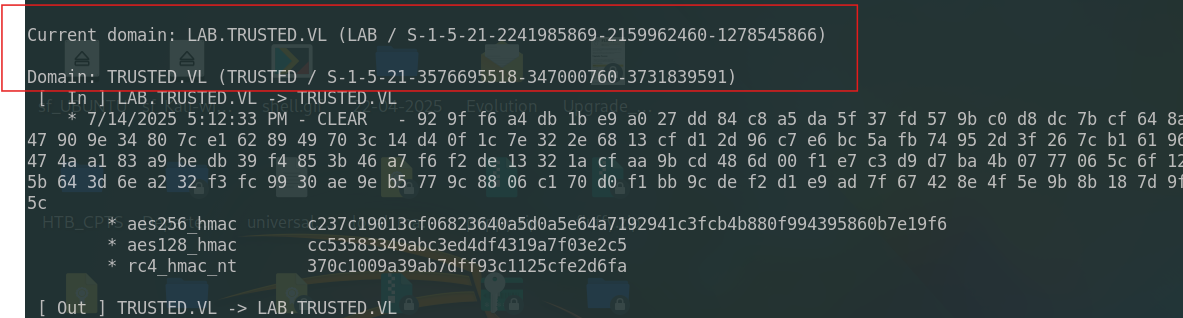 Current domain: LAB.TRUSTED.VL (LAB / S-1-5-21-2241985869-2159962460-1278545866)
Domain: TRUSTED.VL (TRUSTED / S-1-5-21-3576695518-347000760-3731839591)
[ In ] LAB.TRUSTED.VL -> TRUSTED.VL
* 7/14/2025 5:12:33 PM - CLEAR - 92 9f f6 a4 db 1b e9 a0 27 dd 84 c8 a5 da 5f 37 fd 57 9b c0 d8 dc 7b cf 64 8a
47 90 9e 34 80 7c e1 62 89 49 70 3c 14 d4 0f 1c 7e 32 2e 68 13 cf d1 2d 96 c7 e6 bc 5a fb 74 95 2d 3f 26 7c b1 61 96
47 4a a1 83 a9 be db 39 f4 85 3b 46 a7 f6 f2 de 13 32 1a cf aa 9b cd 48 6d 00 f1 e7 c3 d9 d7 ba 4b 07 77 06 5c 6f 12
5b 64 3d 6e a2 32 f3 fc 99 30 ae 9e b5 77 9c 88 06 c1 70 d0 f1 bb 9c de f2 d1 e9 ad 7f 67 42 8e 4f 5e 9b 8b 18 7d 9f
5c
* aes256_hmac c237c19013cf06823640a5d0a5e64a7192941c3fcb4b880f994395860b7e19f6
* aes128_hmac cc53583349abc3ed4df4319a7f03e2c5
* rc4_hmac_nt 370c1009a39ab7dff93c1125cfe2d6fa
[ Out ] TRUSTED.VL -> LAB.TRUSTED.VL